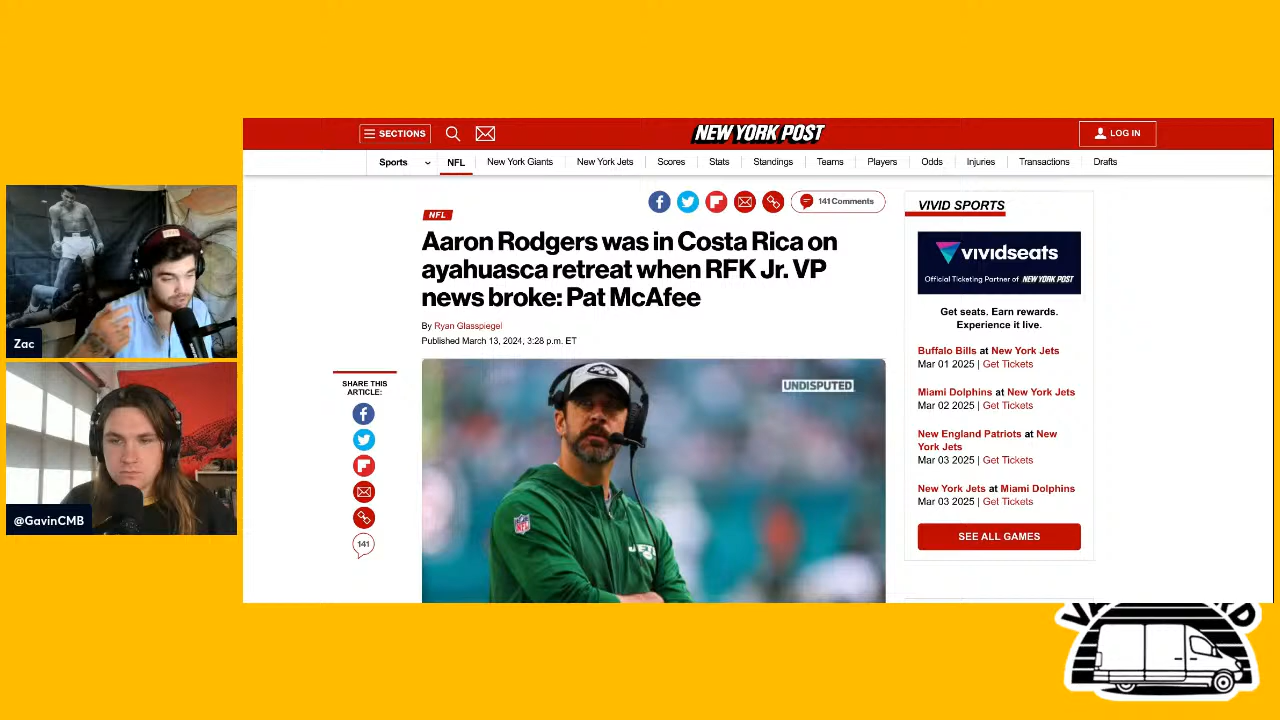 SECTIONS
NEW YORK POST
LOG IN
Sports NFL New York Giants New York Jets Scores Stats Standings Teams Players Odds Injuries Transactions Drafts
141 Comments
NFL
Aaron Rodgers was in Costa Rica on
ayahuasca retreat when RFK Jr. VP
news broke: Pat McAfee
By Ryan Glasspiegel
Published March 13, 2024, 3:28 p.m. ET
SHARE THIS
ARTICLE:
141
UNDISPUTED
NFL
JETS
VIVID SPORTS
vividseats
Official Ticketing Partner of NEW YORK POST
Get seats. Earn rewards.
Experience it live.
Buffalo Bills at New York Jets
Mar 01 2025 | Get Tickets
Miami Dolphins at New York Jets
Mar 02 2025 | Get Tickets
New England Patriots at New
York Jets
Mar 03 2025 | Get Tickets
New York Jets at Miami Dolphins
Mar 03 2025 | Get Tickets
SEE ALL GAMES
Zac
@GavinCMB